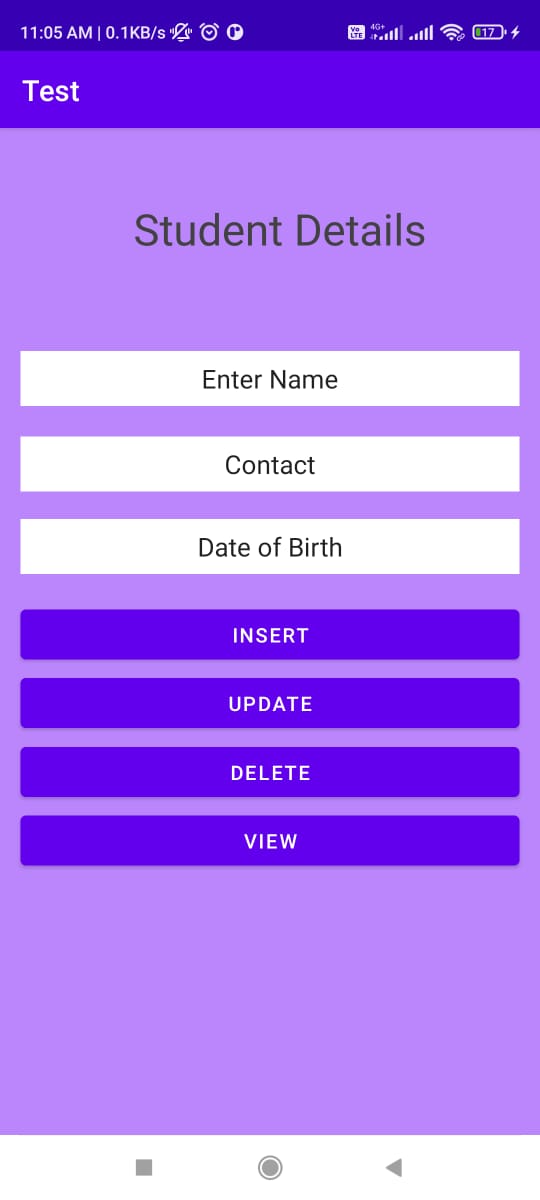 11:05 AM | 0.1KB/s Vo LTE 4G+ 17
Test
Student Details
Enter Name
Contact
Date of Birth
INSERT
UPDATE
DELETE
VIEW